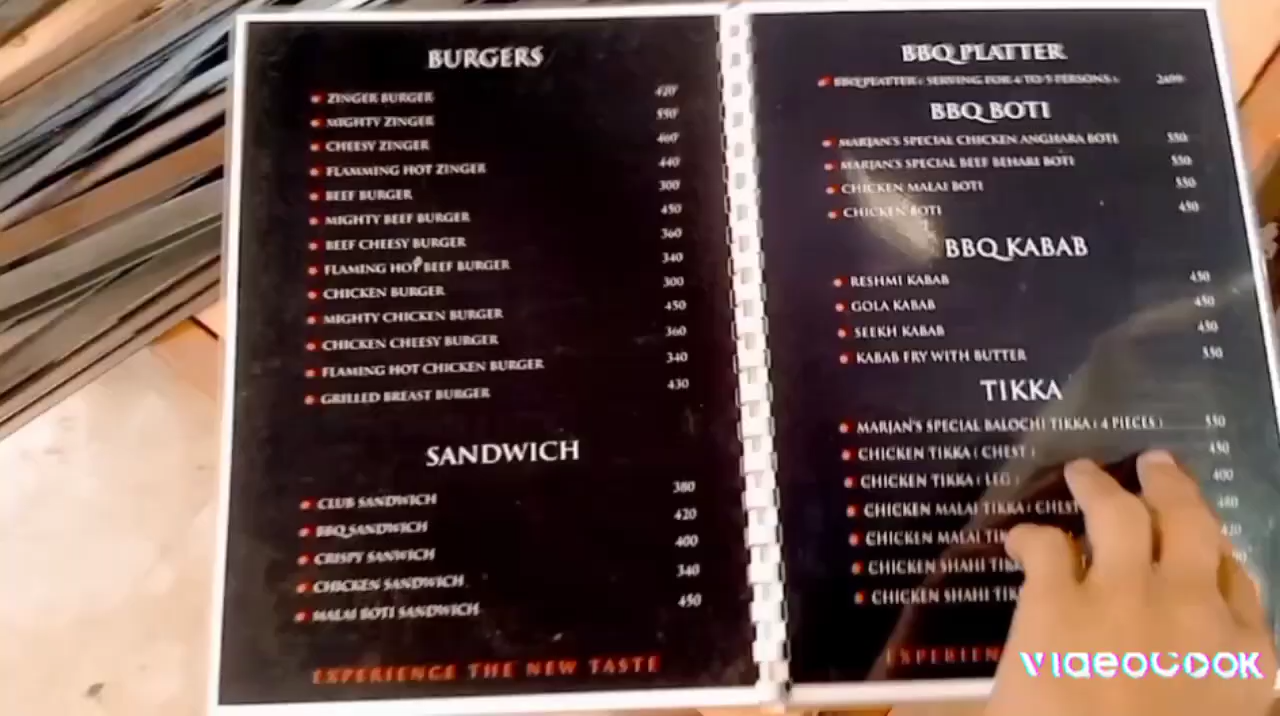 BURGERS
ZINGER BURGER 420
MIGHTY ZINGER 550
CHEESY ZINGER 460
FLAMMING HOT ZINGER 440
BEEF BURGER 300
MIGHTY BEEF BURGER 450
BEEF CHEESY BURGER 360
FLAMING HOT BEEF BURGER 340
CHICKEN BURGER 300
MIGHTY CHICKEN BURGER 450
CHICKEN CHEESY BURGER 360
FLAMING HOT CHICKEN BURGER 340
GRILLED BREAST BURGER 430
SANDWICH
CLUB SANDWICH 380
BBQ SANDWICH 420
CRISPY SANWICH 400
CHICKEN SANDWICH 340
MALAI BOTI SANDWICH 450
EXPERIENCE THE NEW TASTE
BBQ PLATTER
BBQ PLATTER ( SERVING FOR 4 TO 5 PERSONS )
BBQ BOTI
MARJAN'S SPECIAL CHICKEN ANGHARA BOTI 550
MARJAN'S SPECIAL BEEF BEHARI BOTI 550
CHICKEN MALAI BOTI 550
CHICKEN BOTI 450
BBQ KABAB
RESHMI KABAB 450
GOLA KABAB 450
SEEKH KABAB 450
KABAB FRY WITH BUTTER 550
TIKKA
MARJAN'S SPECIAL BALOCHI TIKKA ( 4 PIECES ) 550
CHICKEN TIKKA ( CHEST ) 450
CHICKEN TIKKA ( LEG ) 400
CHICKEN MALAI TIKKA ( CHEST 480
CHICKEN MALAI 420
CHICKEN SHAHI
CHICKEN SHAHI
VIDEOCOOK